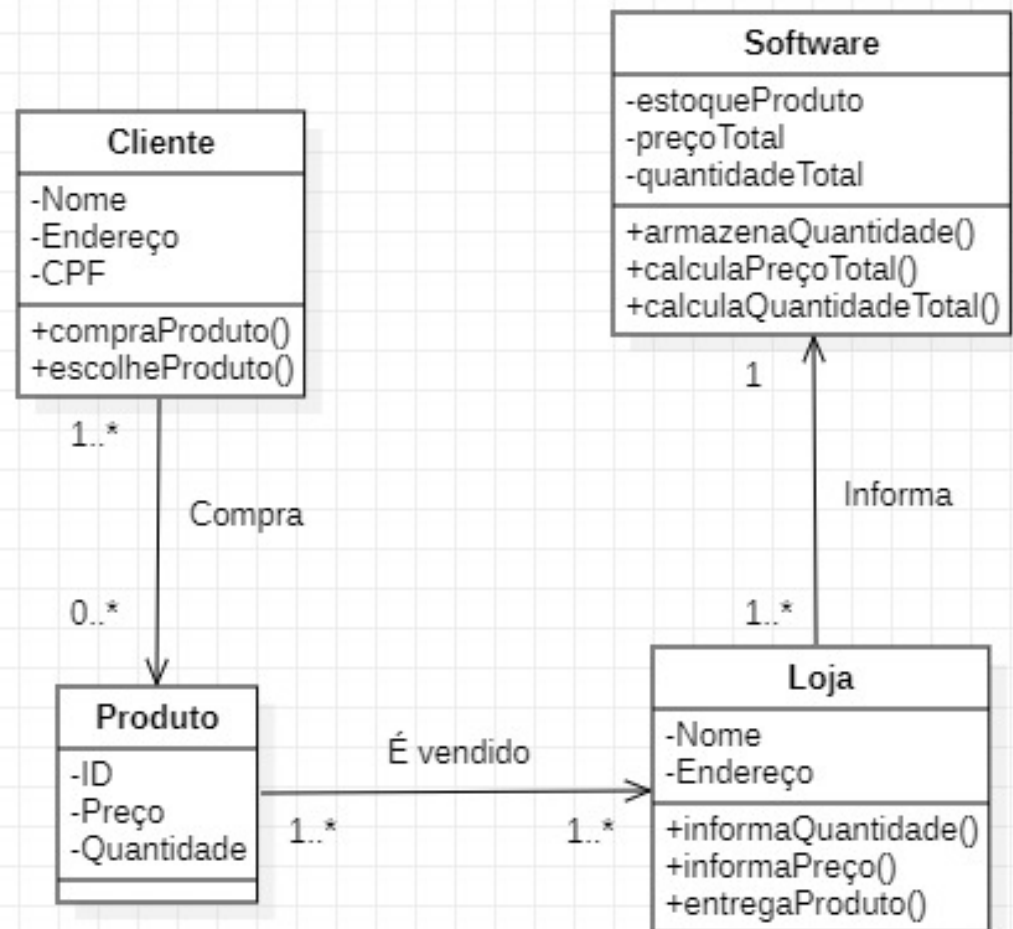 Software
-estoqueProduto
-preçoTotal
-quantidadeTotal
+armazenaQuantidade()
+calculaPreçoTotal()
+calculaQuantidadeTotal()
Cliente
-Nome
-Endereço
-CPF
+compraProduto()
+escolheProduto()
1..*
Compra
0..*
1
Informa
1..*
Produto
-ID
-Preço
-Quantidade
É vendido
1..*
1..*
Loja
-Nome
-Endereço
+informaQuantidade()
+informaPreço()
+entregaProduto()